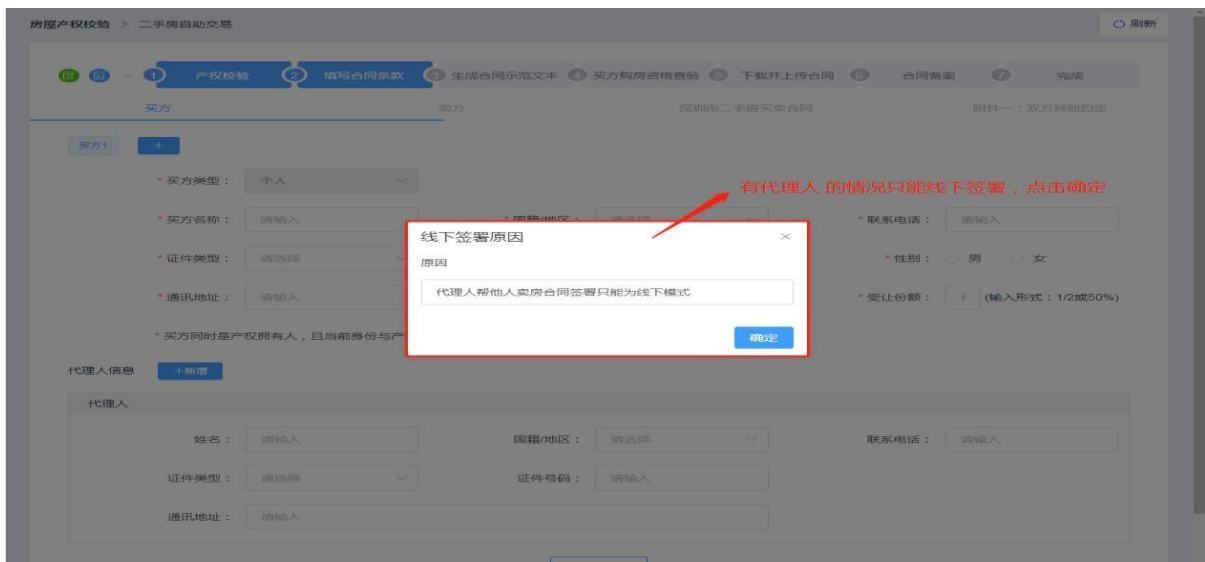 房屋产权校验 > 二手房自助交易
刷新
1 产权校验 2 填写合同条款 3 生成合同示范文本 4 买方购房资格查验 5 下载并上传合同 6 合同备案 7 完成
买方 卖方 深圳市二手房买卖合同 附件一：双方其他约定
买方1 +
* 买方类型： 个人
有代理人 的情况只能线下签署，点击确定
* 买方名称： 请输入 * 国籍/地区： 请选择 * 联系电话： 请输入
线下签署原因
* 证件类型： 请选择 * 性别： 男 女
原因
代理人帮他人卖房合同签署只能为线下模式
* 通讯地址： 请输入 * 受让份额： 1 (输入形式：1/2或50%)
* 买方同时是产权拥有人，且当前身份与产
确定
代理人信息 +新增
代理人
姓名： 请输入 国籍/地区： 请选择 联系电话： 请输入
证件类型： 请选择 证件号码： 请输入
通讯地址： 请输入